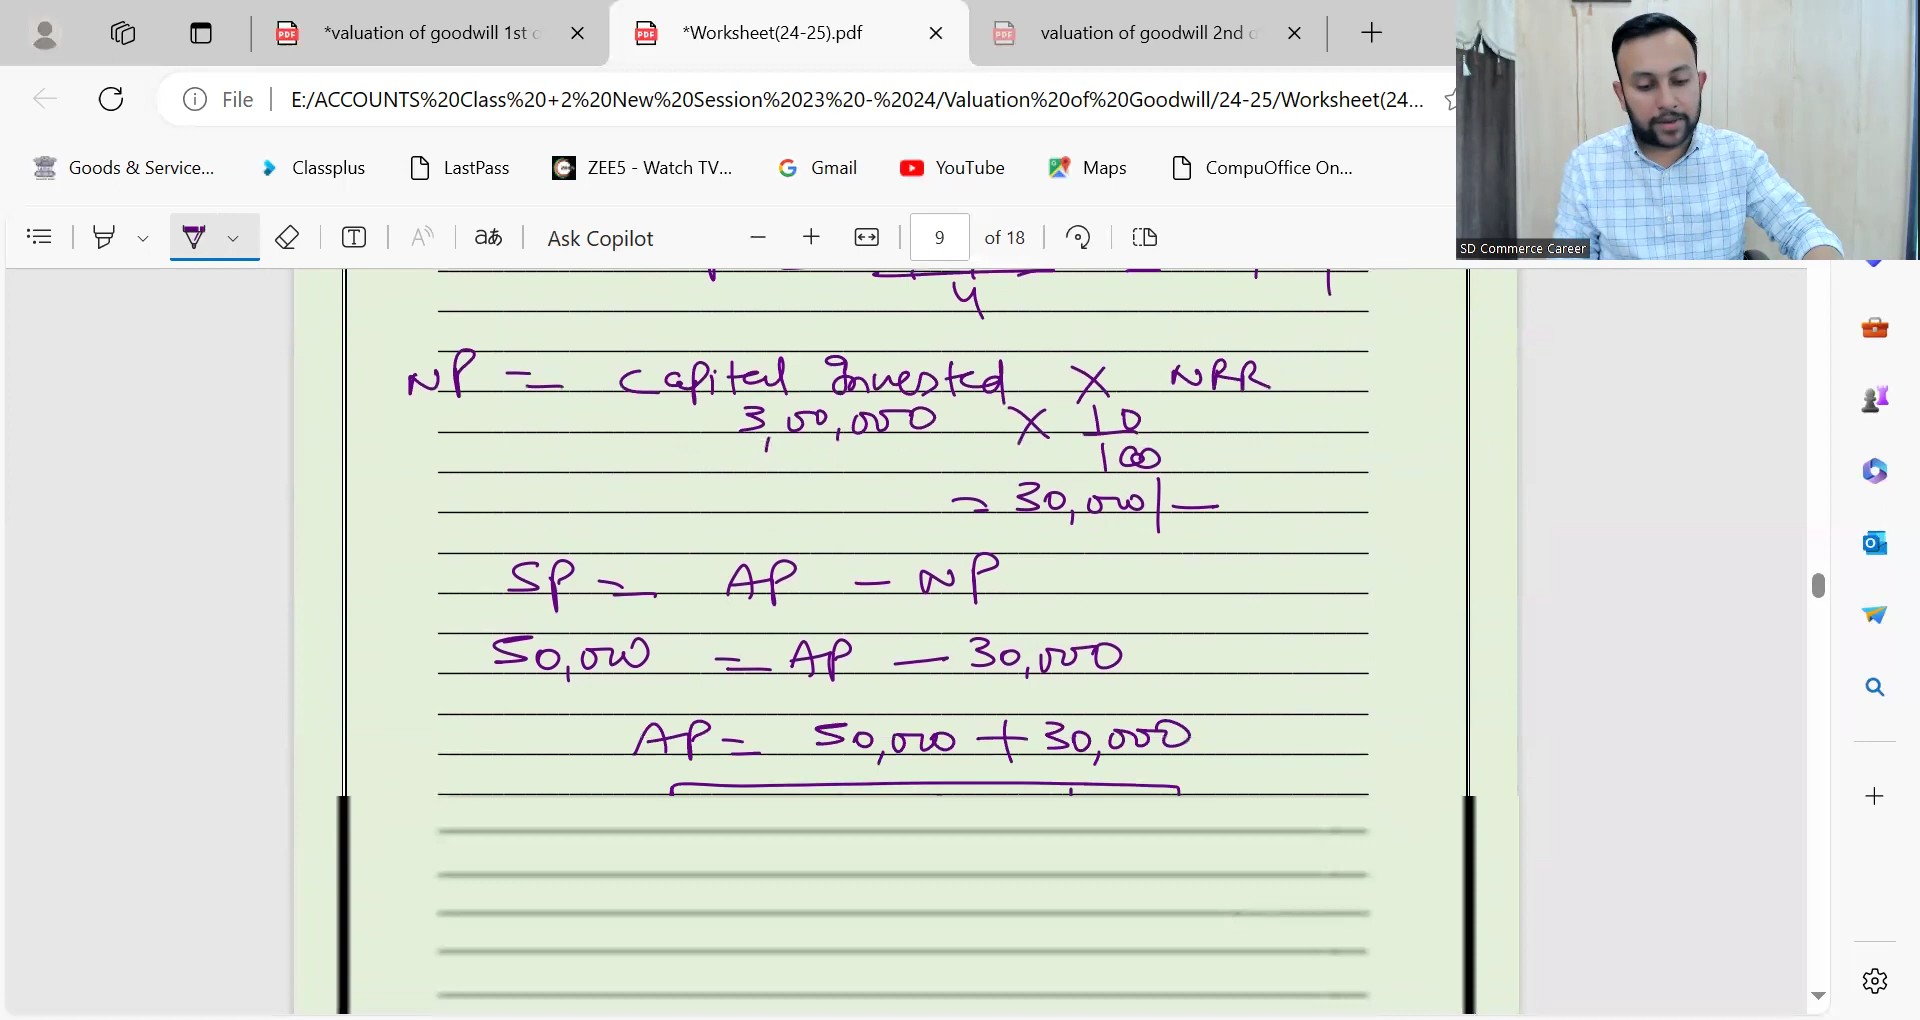 *valuation of goodwill 1st c
*Worksheet(24-25).pdf
valuation of goodwill 2nd c
File
E:/ACCOUNTS%20Class%20+2%20New%20Session%2023%20-%2024/Valuation%20of%20Goodwill/24-25/Worksheet(24...
Goods & Service...
Classplus
LastPass
ZEE5 - Watch TV...
Gmail
YouTube
Maps
CompuOffice On...
SD Commerce Career
Ask Copilot
9 of 18
4
NP = Capital Invested X NRR
3,00,000 X 10
100
= 30,000/-
SP = AP - NP
50,000 = AP - 30,000
AP = 50,000 + 30,000